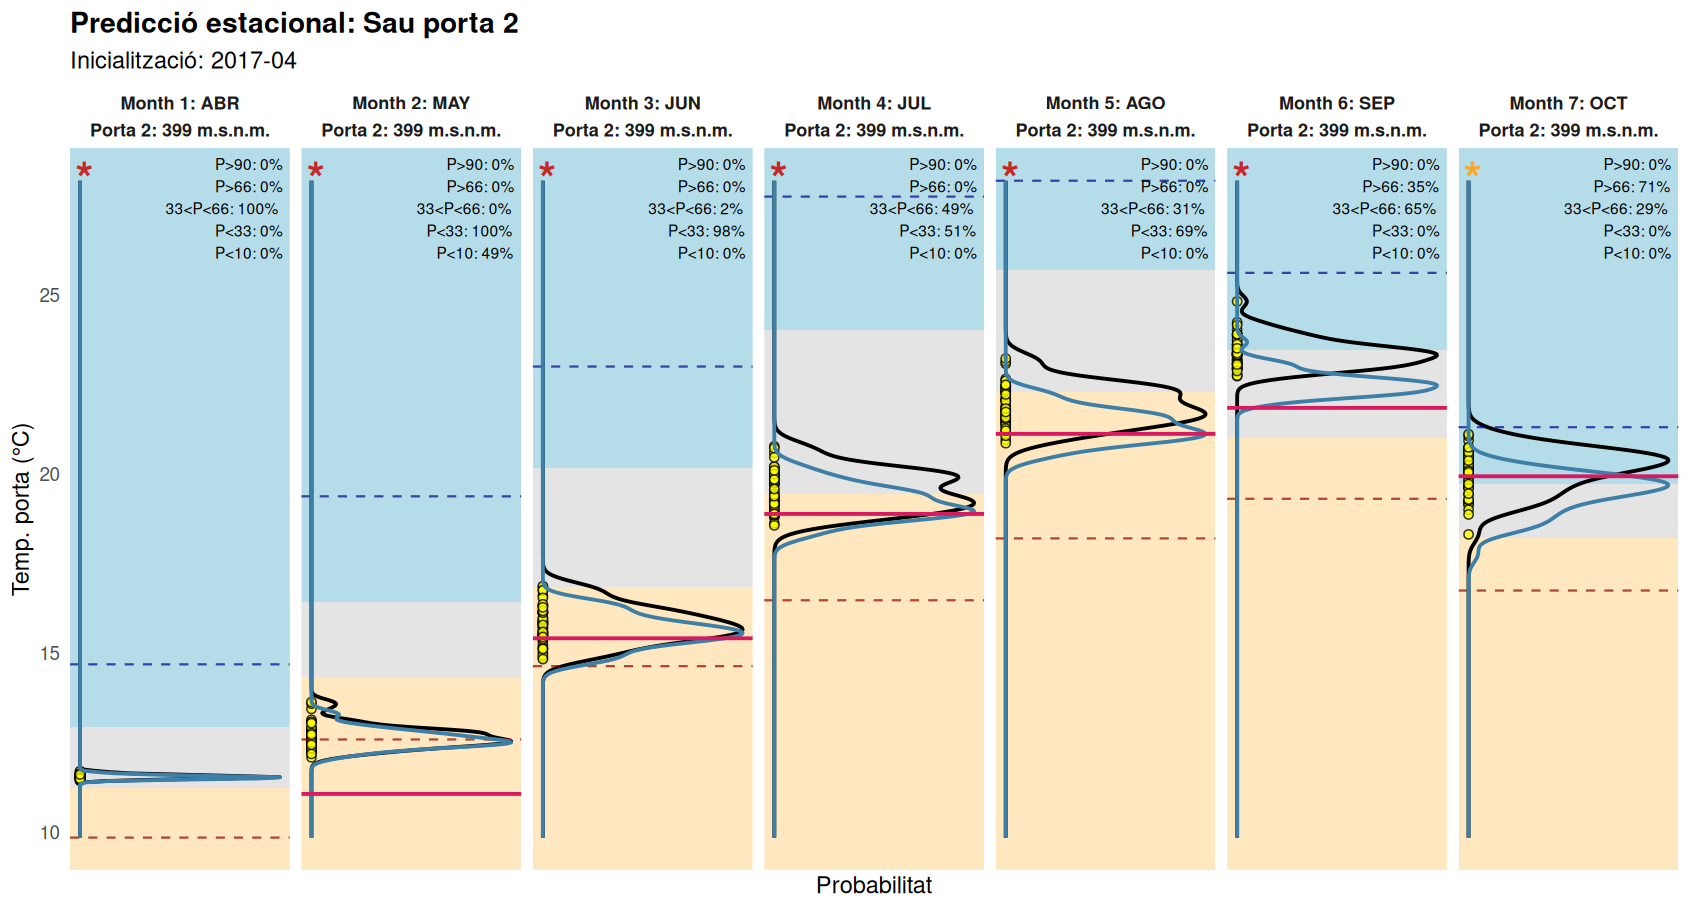 Predicció estacional: Sau porta 2
Inicialització: 2017-04
Month 1: ABR
Porta 2: 399 m.s.n.m.
Month 2: MAY
Porta 2: 399 m.s.n.m.
Month 3: JUN
Porta 2: 399 m.s.n.m.
Month 4: JUL
Porta 2: 399 m.s.n.m.
Month 5: AGO
Porta 2: 399 m.s.n.m.
Month 6: SEP
Porta 2: 399 m.s.n.m.
Month 7: OCT
Porta 2: 399 m.s.n.m.
*
P>90: 0%
P>66: 0%
33<P<66: 100%
P<33: 0%
P<10: 0%
*
P>90: 0%
P>66: 0%
33<P<66: 0%
P<33: 100%
P<10: 49%
*
P>90: 0%
P>66: 0%
33<P<66: 2%
P<33: 98%
P<10: 0%
*
P>90: 0%
P>66: 0%
33<P<66: 49%
P<33: 51%
P<10: 0%
*
P>90: 0%
P>66: 0%
33<P<66: 31%
P<33: 69%
P<10: 0%
*
P>90: 0%
P>66: 35%
33<P<66: 65%
P<33: 0%
P<10: 0%
*
P>90: 0%
P>66: 71%
33<P<66: 29%
P<33: 0%
P<10: 0%
25
20
15
10
Temp. porta (°C)
Probabilitat